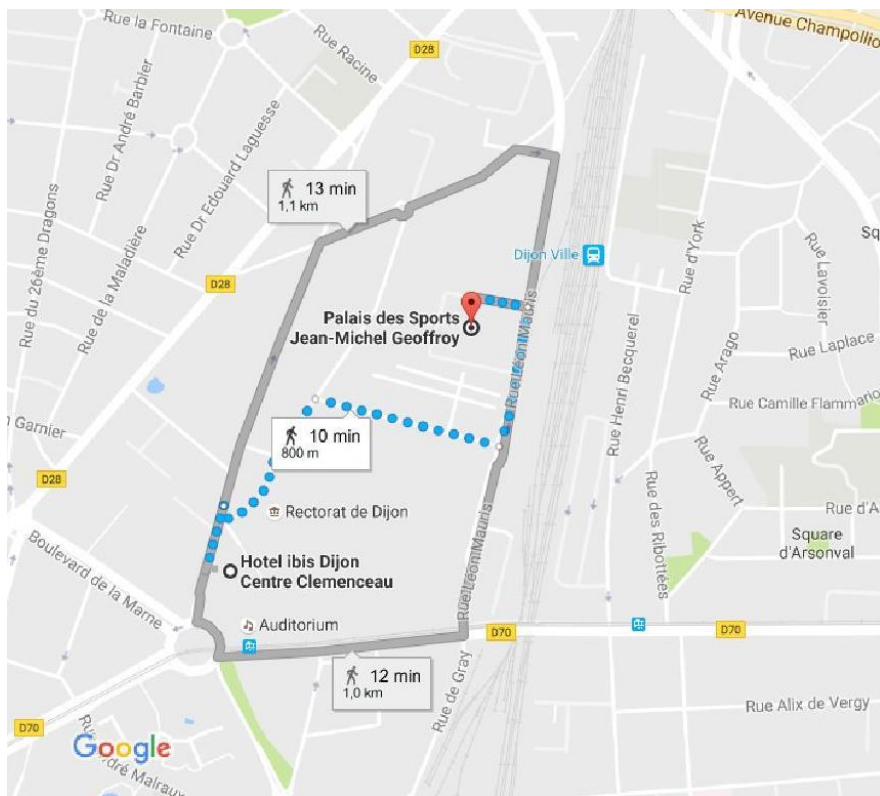 Rue la Fontaine
Avenue Champollion
D28
Rue Racine
Rue Dr André Barbier
Rue Dr Edouard Laguesse
13 min
1,1 km
Rue du 26ème Dragons
Rue de la Maladière
D28
Dijon Ville
Rue d'York
Sq
Rue Lavoisier
Palais des Sports
Jean-Michel Geoffroy
Rue Léon Mauris
Rue Henri Becquerel
Rue Arago
Rue Laplace
Rue Camille Flammario
Garnier
10 min
800 m
D28
Rue Appert
Rectorat de Dijon
Rue des Ribottées
Rue d'A
Boulevard de la Marne
Square
d'Arsonval
Hotel ibis Dijon
Centre Clemenceau
Rue Léon Mauris
Auditorium
D70
D70
12 min
1,0 km
Rue de Gray
Rue Alix de Vergy
D70
Google
André Malraux